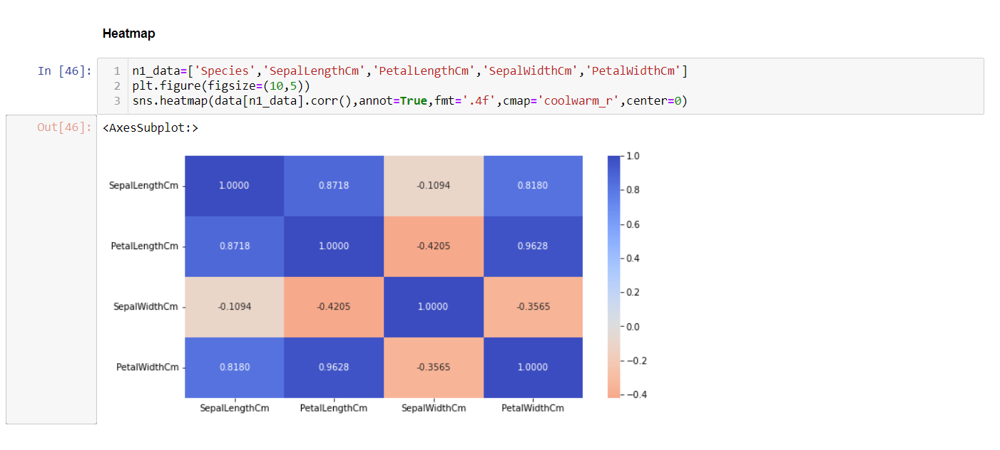 Heatmap
In [46]:
1 n1_data=['Species','SepalLengthCm','PetalLengthCm','SepalWidthCm','PetalWidthCm']
2 plt.figure(figsize=(10,5))
3 sns.heatmap(data[n1_data].corr(),annot=True,fmt='.4f',cmap='coolwarm_r',center=0)
Out[46]: <AxesSubplot:>
SepalLengthCm 1.0000 0.8718 -0.1094 0.8180
PetalLengthCm 0.8718 1.0000 -0.4205 0.9628
SepalWidthCm -0.1094 -0.4205 1.0000 -0.3565
PetalWidthCm 0.8180 0.9628 -0.3565 1.0000
SepalLengthCm PetalLengthCm SepalWidthCm PetalWidthCm
1.0
0.8
0.6
0.4
0.2
0.0
−0.2
−0.4